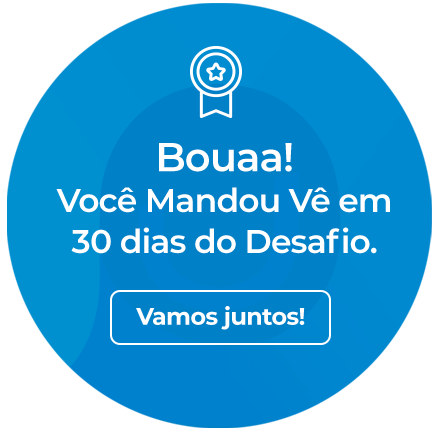 Bouaa!
Você Mandou Vê em
30 dias do Desafio.
Vamos juntos!